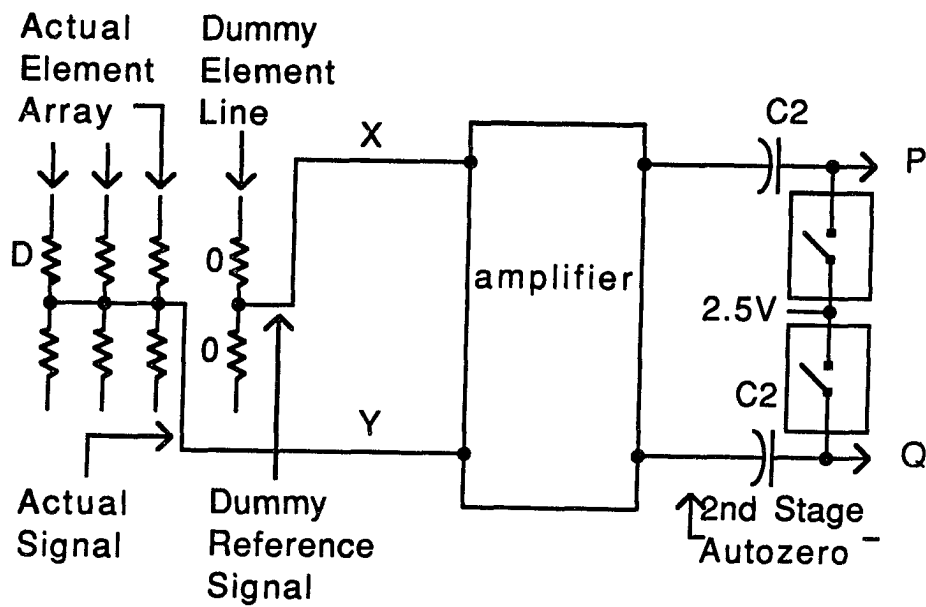 Actual
Element
Array
Dummy
Element
Line
X
C2
P
D
0
amplifier
2.5V
0
C2
Y
Q
Actual
Signal
Dummy
Reference
Signal
2nd Stage
Autozero